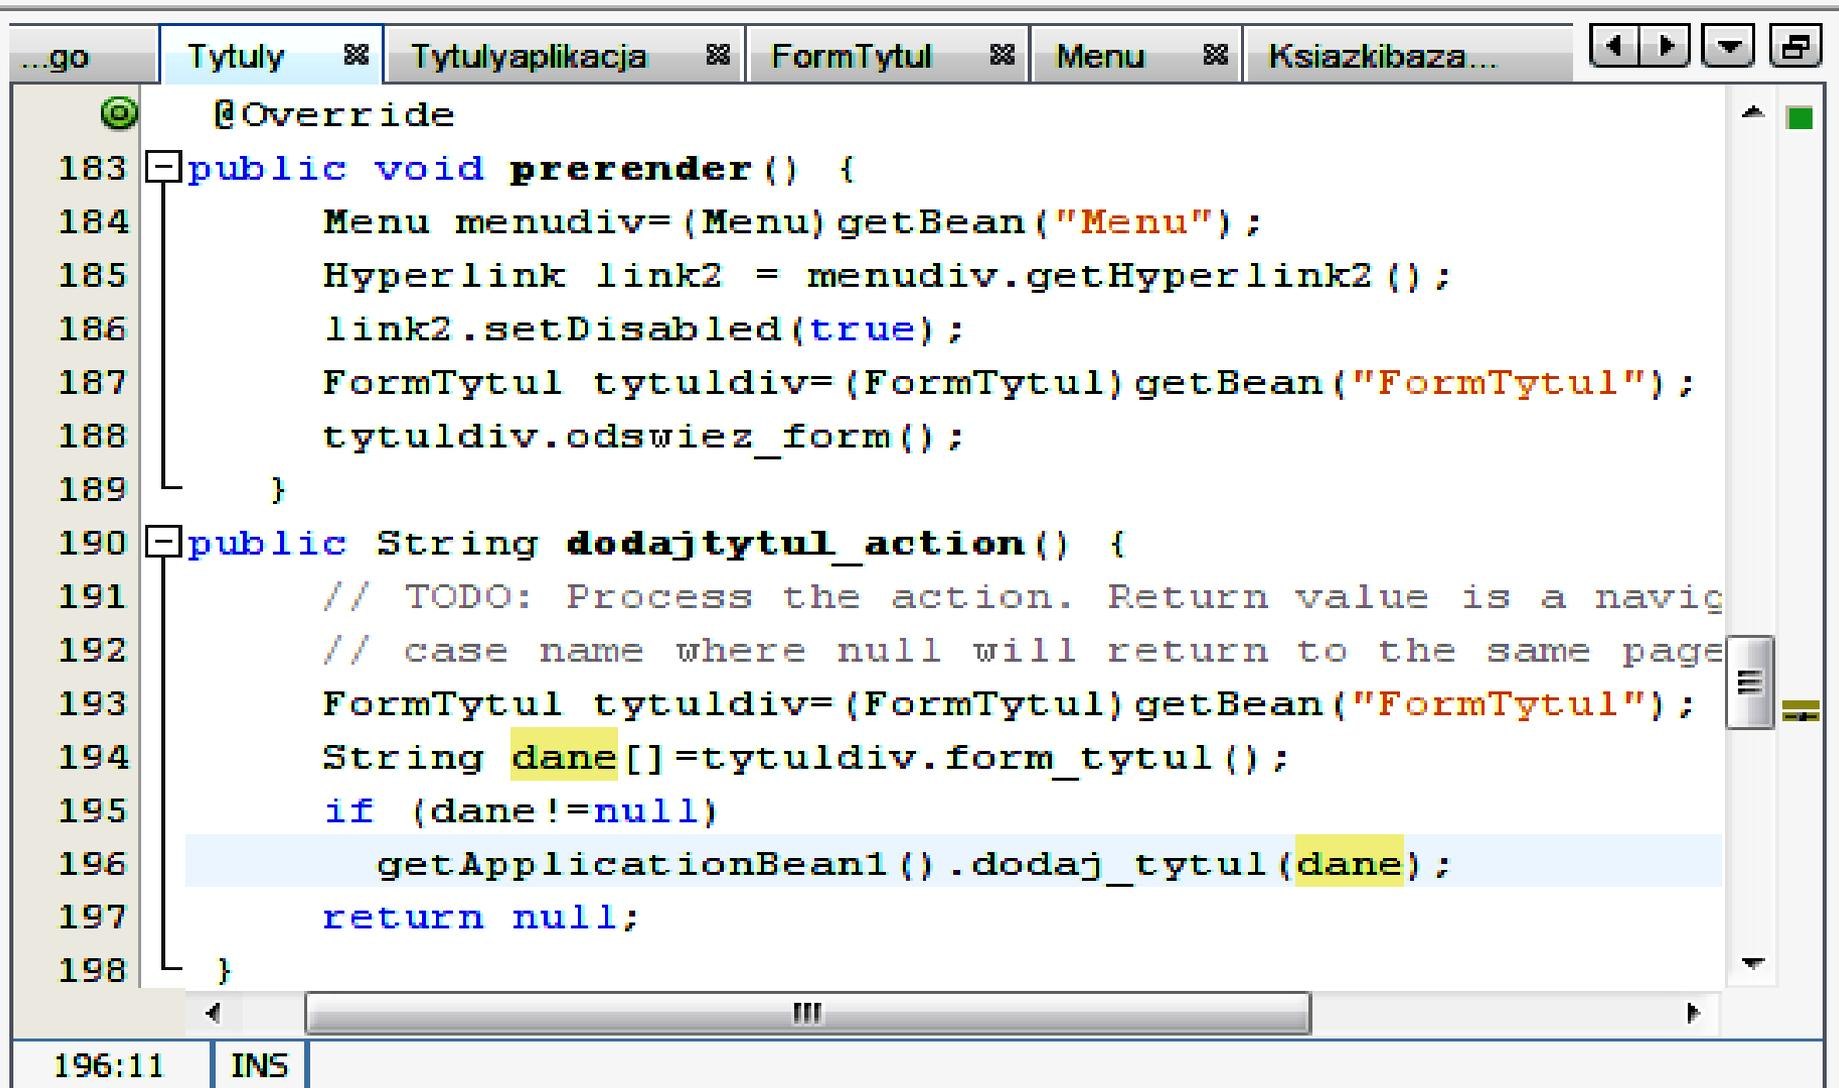 ...go Tytuly Tytulyaplikacja FormTytul Menu Ksiazkibaza...
@Override
183 public void prerender() {
184 Menu menudiv=(Menu)getBean("Menu");
185 Hyperlink link2 = menudiv.getHyperlink2();
186 link2.setDisabled(true);
187 FormTytul tytuldiv=(FormTytul)getBean("FormTytul");
188 tytuldiv.odswiez_form();
189 }
190 public String dodajtytul_action() {
191 // TODO: Process the action. Return value is a navig
192 // case name where null will return to the same page
193 FormTytul tytuldiv=(FormTytul)getBean("FormTytul");
194 String dane[]=tytuldiv.form_tytul();
195 if (dane!=null)
196 getApplicationBean1().dodaj_tytul(dane);
197 return null;
198 }
196:11 INS